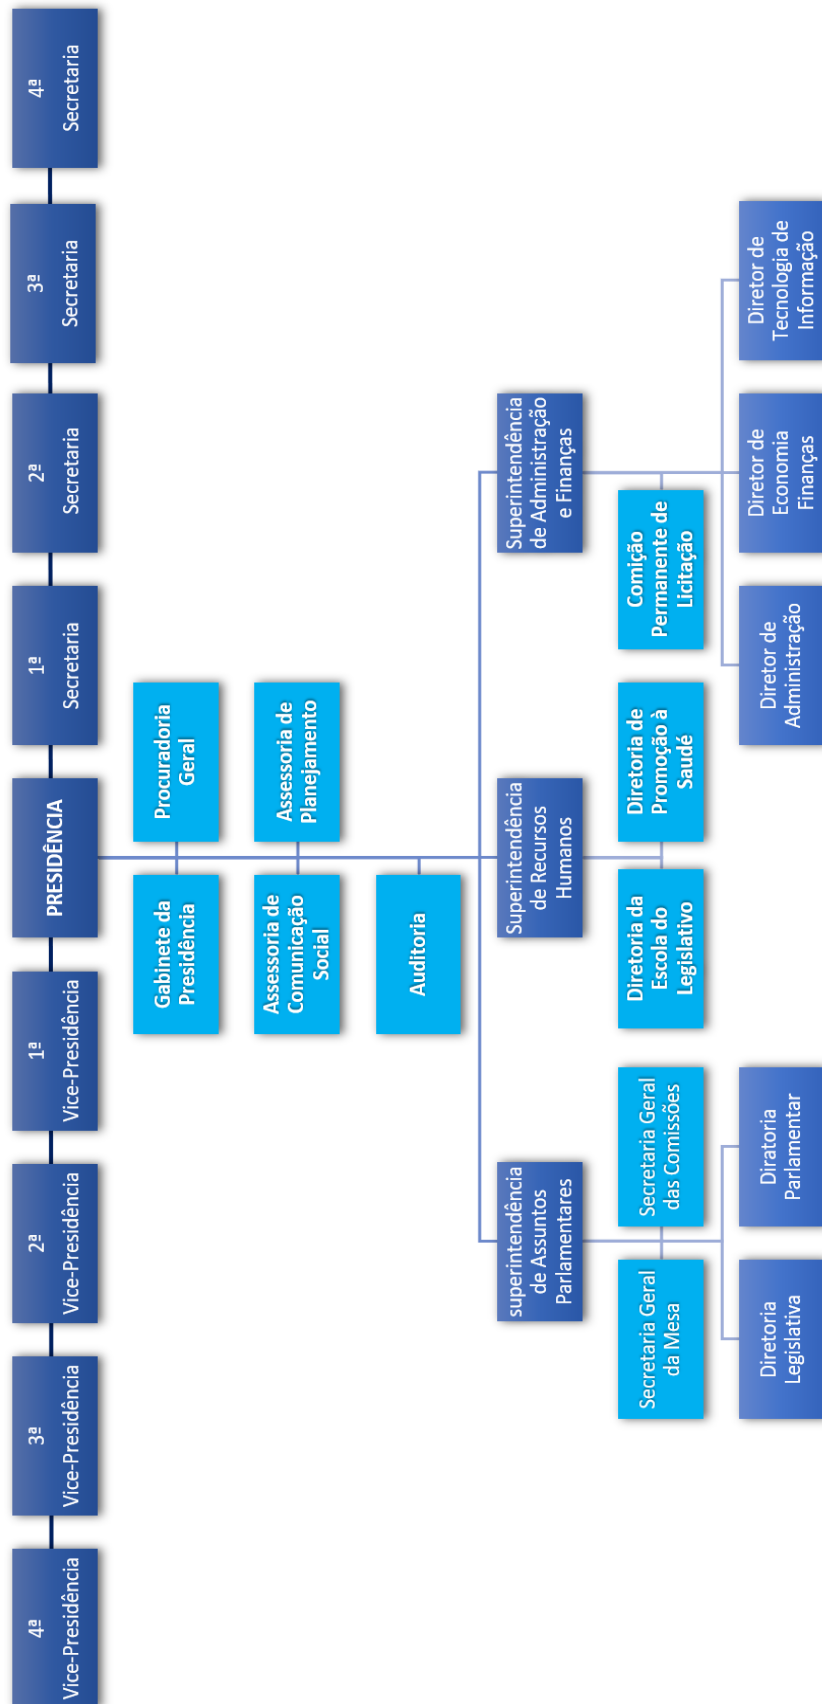 4ª
Vice-Presidência
3ª
Vice-Presidência
2ª
Vice-Presidência
1ª
Vice-Presidência
PRESIDÊNCIA
1ª
Secretaria
2ª
Secretaria
3ª
Secretaria
4ª
Secretaria
Gabinete da
Presidência
Procuradoria
Geral
Assessoria de
Comunicação
Social
Assessoria de
Planejamento
Auditoria
superintendência
de Assuntos
Parlamentares
Superintendência
de Recursos
Humanos
Superintendência
de Administração
e Finanças
Secretaria Geral
da Mesa
Secretaria Geral
das Comissões
Diretoria da
Escola do
Legislativo
Diretoria de
Promoção à
Saudé
Comição
Permanente de
Licitação
Diretoria
Legislativa
Diratoria
Parlamentar
Diretor de
Administração
Diretor de
Economia
Finanças
Diretor de
Tecnologia de
Informação